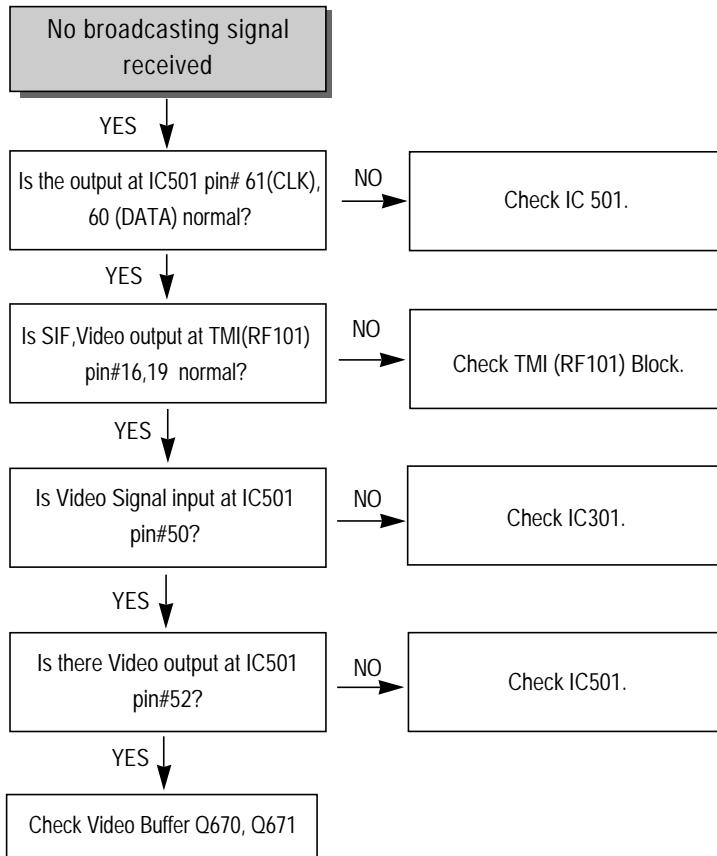 No broadcasting signal
received
YES
Is the output at IC501 pin# 61(CLK),
60 (DATA) normal?
NO
Check IC 501.
YES
Is SIF,Video output at TMI(RF101)
pin#16,19 normal?
NO
Check TMI (RF101) Block.
YES
Is Video Signal input at IC501
pin#50?
NO
Check IC301.
YES
Is there Video output at IC501
pin#52?
NO
Check IC501.
YES
Check Video Buffer Q670, Q671